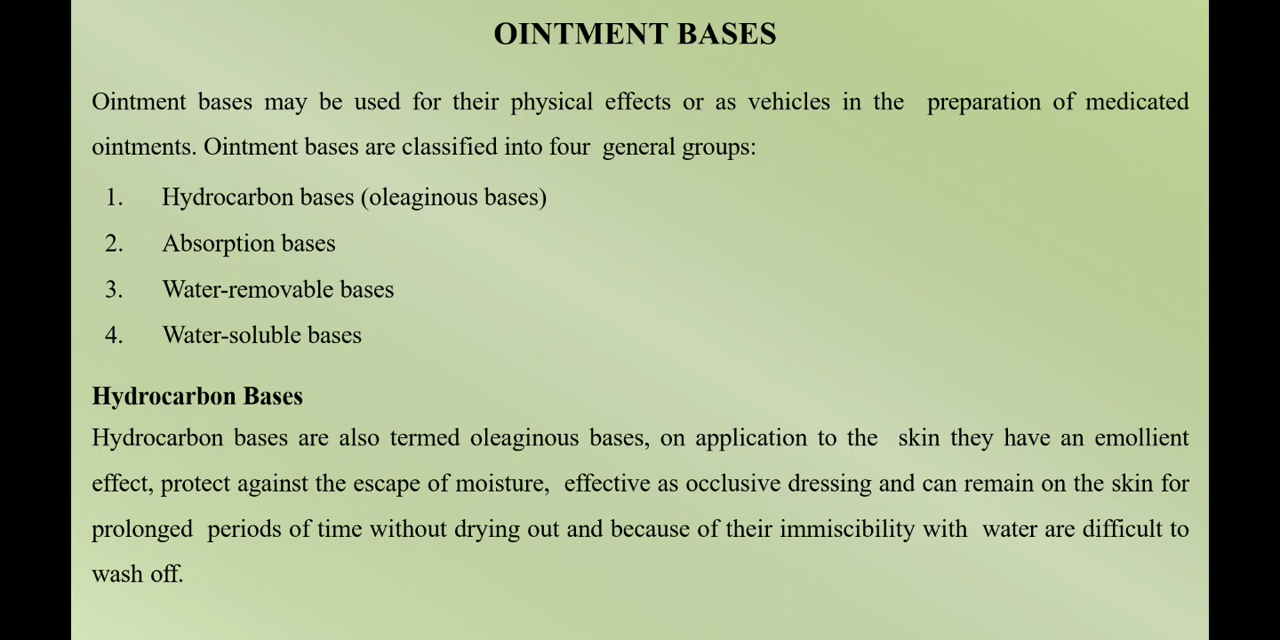 OINTMENT BASES
Ointment bases may be used for their physical effects or as vehicles in the preparation of medicated
ointments. Ointment bases are classified into four general groups:
1. Hydrocarbon bases (oleaginous bases)
2. Absorption bases
3. Water-removable bases
4. Water-soluble bases
Hydrocarbon Bases
Hydrocarbon bases are also termed oleaginous bases, on application to the skin they have an emollient
effect, protect against the escape of moisture, effective as occlusive dressing and can remain on the skin for
prolonged periods of time without drying out and because of their immiscibility with water are difficult to
wash off.